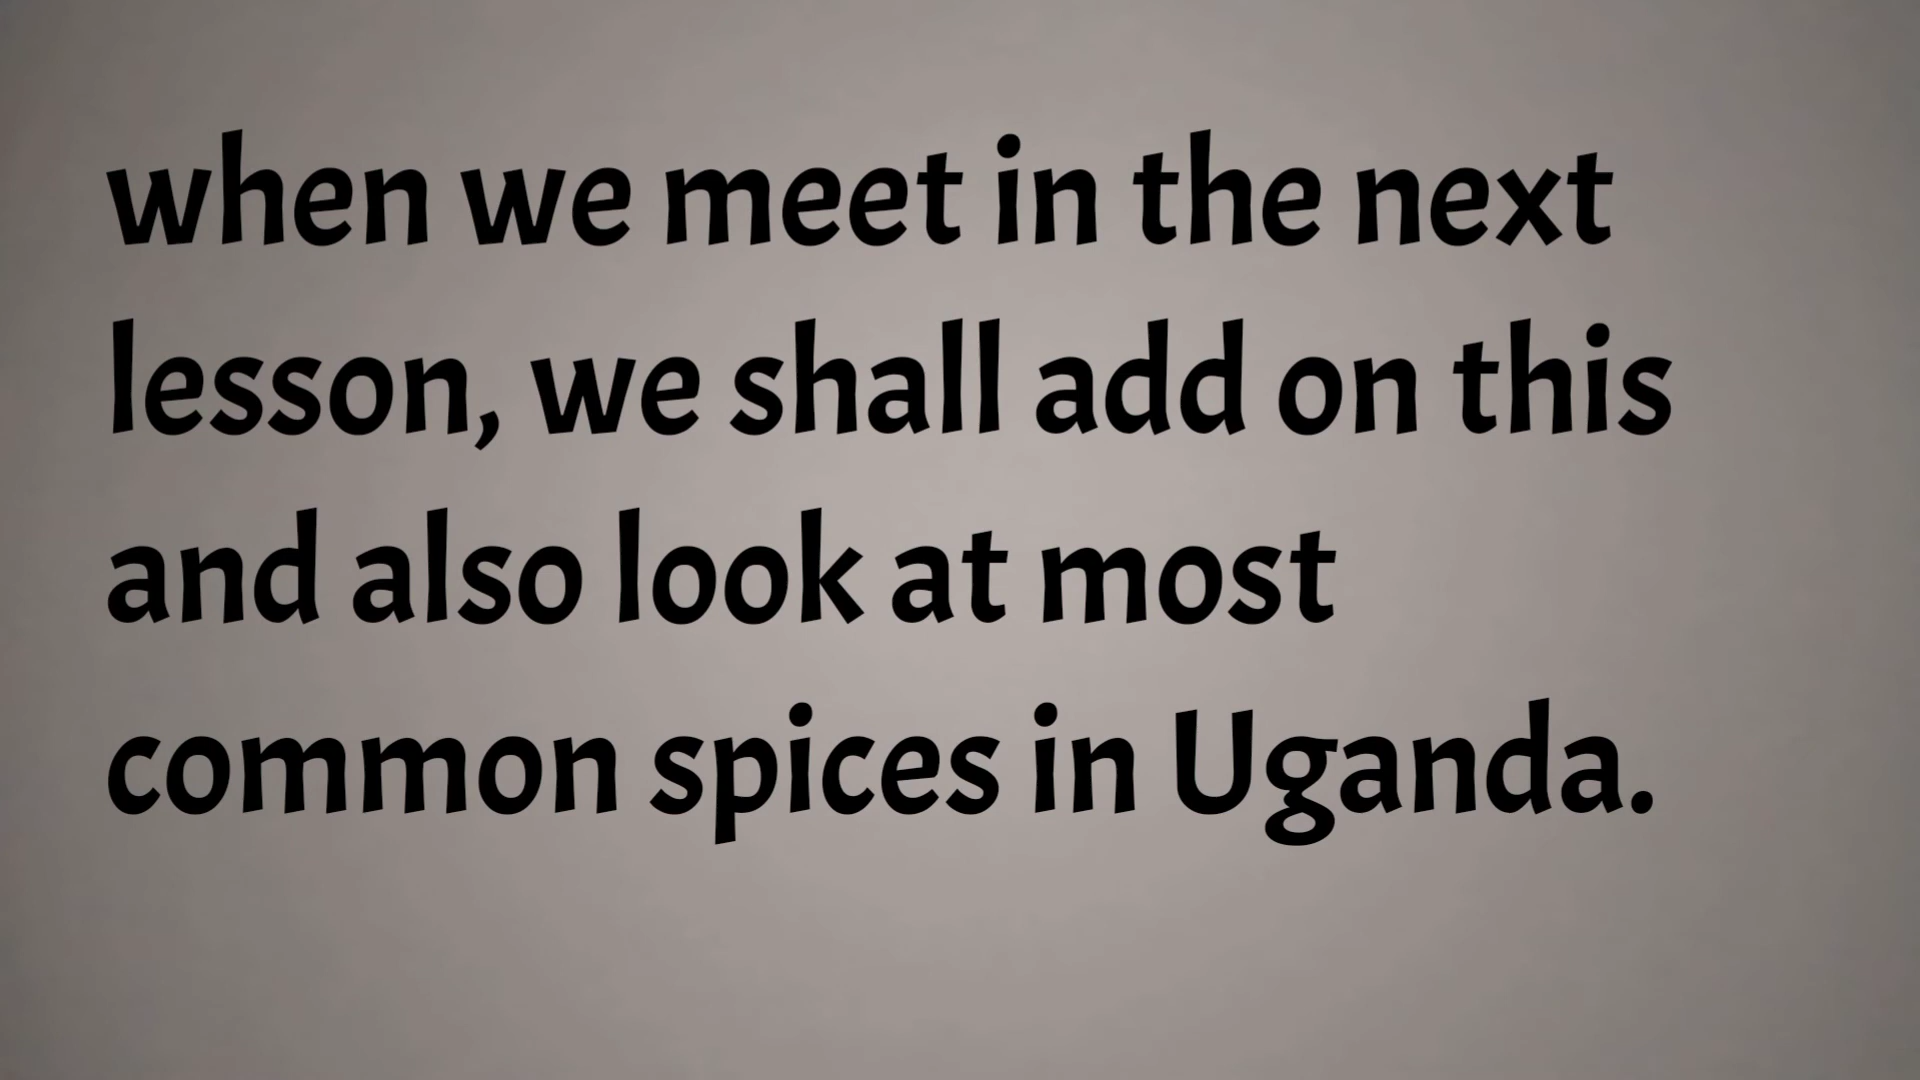 when we meet in the next
lesson, we shall add on this
and also look at most
common spices in Uganda.